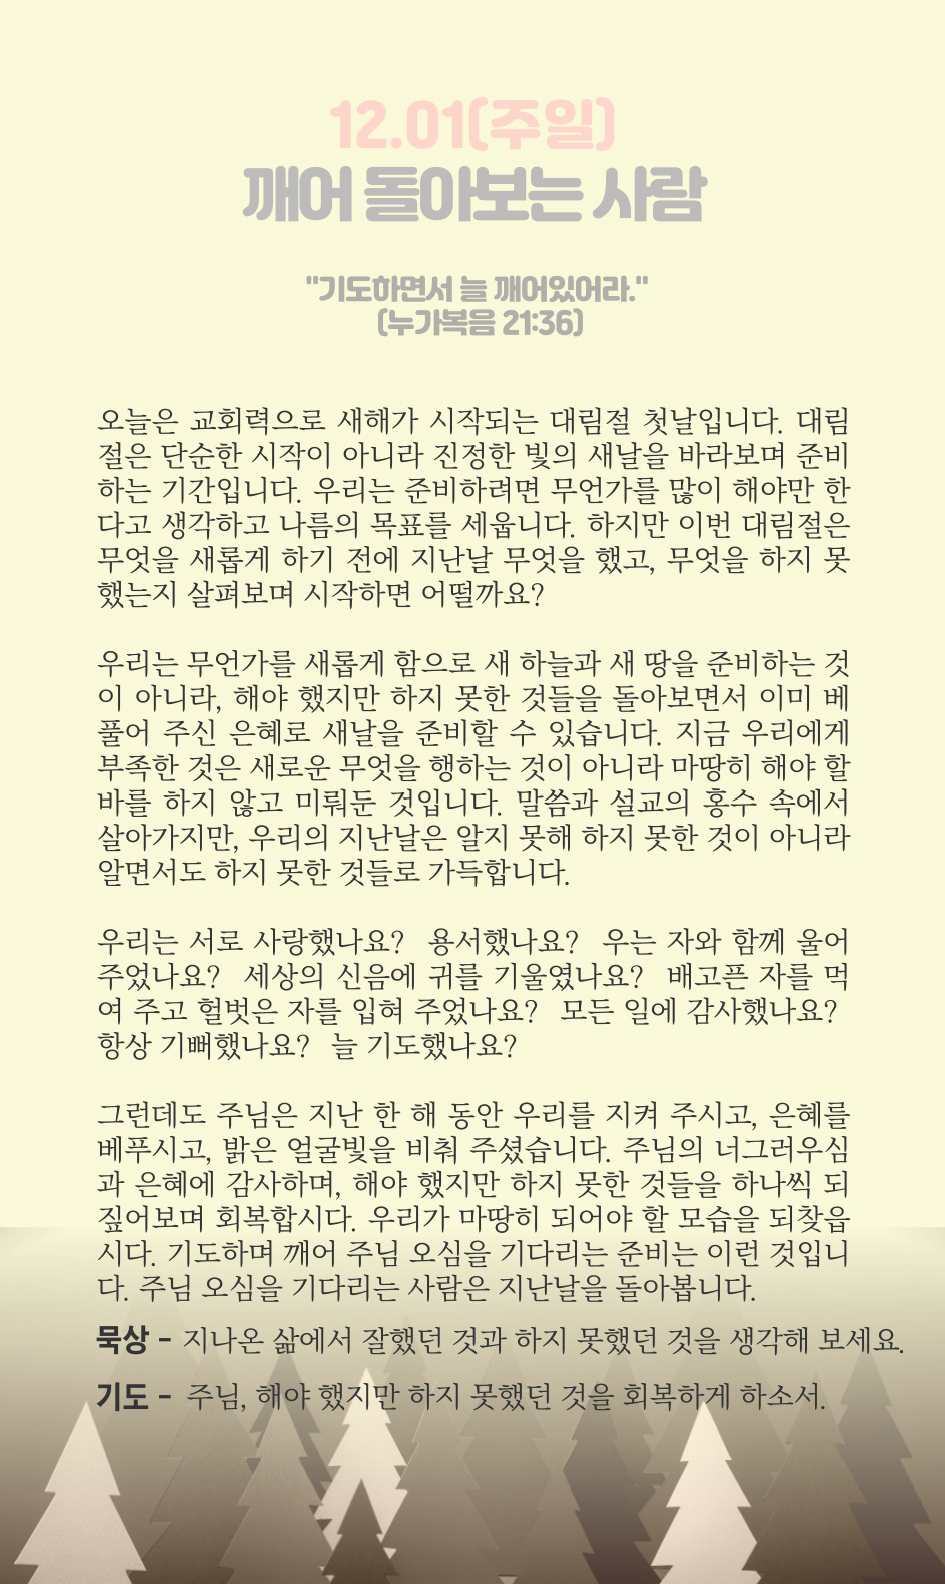 12.01(주일)
깨어 돌아보는 사람
"기도하면서 늘 깨어있어라."
(누가복음 21:36)
오늘은 교회력으로 새해가 시작되는 대림절 첫날입니다. 대림
절은 단순한 시작이 아니라 진정한 빛의 새날을 바라보며 준비
하는 기간입니다. 우리는 준비하려면 무언가를 많이 해야만 한
다고 생각하고 나름의 목표를 세웁니다. 하지만 이번 대림절은
무엇을 새롭게 하기 전에 지난날 무엇을 했고, 무엇을 하지 못
했는지 살펴보며 시작하면 어떨까요?
우리는 무언가를 새롭게 함으로 새 하늘과 새 땅을 준비하는 것
이 아니라, 해야 했지만 하지 못한 것들을 돌아보면서 이미 베
풀어 주신 은혜로 새날을 준비할 수 있습니다. 지금 우리에게
부족한 것은 새로운 무엇을 행하는 것이 아니라 마땅히 해야 할
바를 하지 않고 미뤄둔 것입니다. 말씀과 설교의 홍수 속에서
살아가지만, 우리의 지난날은 알지 못해 하지 못한 것이 아니라
알면서도 하지 못한 것들로 가득합니다.
우리는 서로 사랑했나요? 용서했나요? 우는 자와 함께 울어
주었나요? 세상의 신음에 귀를 기울였나요? 배고픈 자를 먹
여 주고 헐벗은 자를 입혀 주었나요? 모든 일에 감사했나요?
항상 기뻐했나요? 늘 기도했나요?
그런데도 주님은 지난 한 해 동안 우리를 지켜 주시고, 은혜를
베푸시고, 밝은 얼굴빛을 비춰 주셨습니다. 주님의 너그러우심
과 은혜에 감사하며, 해야 했지만 하지 못한 것들을 하나씩 되
짚어보며 회복합시다. 우리가 마땅히 되어야 할 모습을 되찾읍
시다. 기도하며 깨어 주님 오심을 기다리는 준비는 이런 것입니
다. 주님 오심을 기다리는 사람은 지난날을 돌아봅니다.
묵상 - 지나온 삶에서 잘했던 것과 하지 못했던 것을 생각해 보세요.
기도 - 주님, 해야 했지만 하지 못했던 것을 회복하게 하소서.